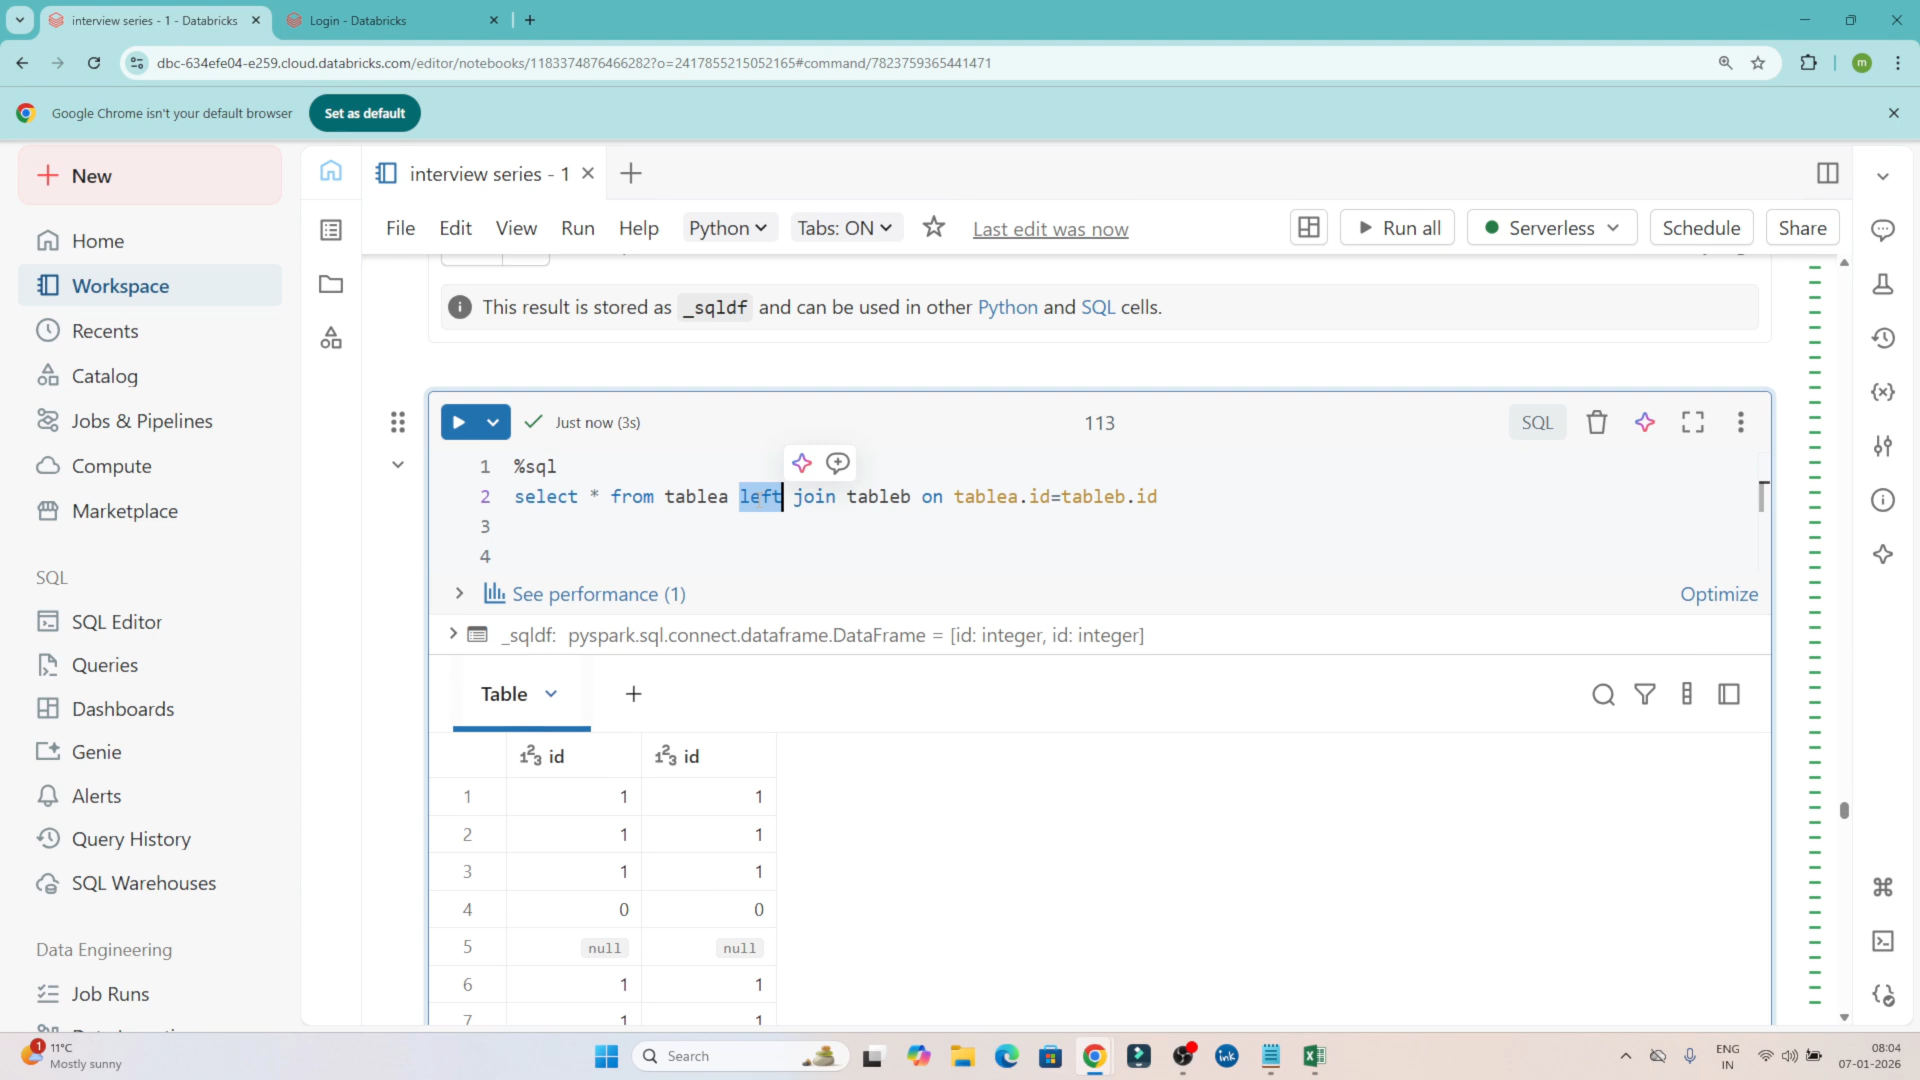 interview series - 1 - Databricks
Login - Databricks
dbc-634efe04-e259.cloud.databricks.com/editor/notebooks/1183374876466282?o=2417855215052165#command/7823759365441471
m
Google Chrome isn't your default browser
Set as default
New
Home
Workspace
Recents
Catalog
Jobs & Pipelines
Compute
Marketplace
SQL
SQL Editor
Queries
Dashboards
Genie
Alerts
Query History
SQL Warehouses
Data Engineering
Job Runs
interview series - 1
File Edit View Run Help Python Tabs: ON Last edit was now
Run all Serverless Schedule Share
This result is stored as _sqldf and can be used in other Python and SQL cells.
Just now (3s) 113 SQL
1 %sql
2 select * from tablea left join tableb on tablea.id=tableb.id
3
4
See performance (1) Optimize
_sqldf: pyspark.sql.connect.dataframe.DataFrame = [id: integer, id: integer]
Table
id id
1 1 1
2 1 1
3 1 1
4 0 0
5 null null
6 1 1
7 1 1
1 11°C
Mostly sunny
Search
ink
ENG
IN
08:04
07-01-2026